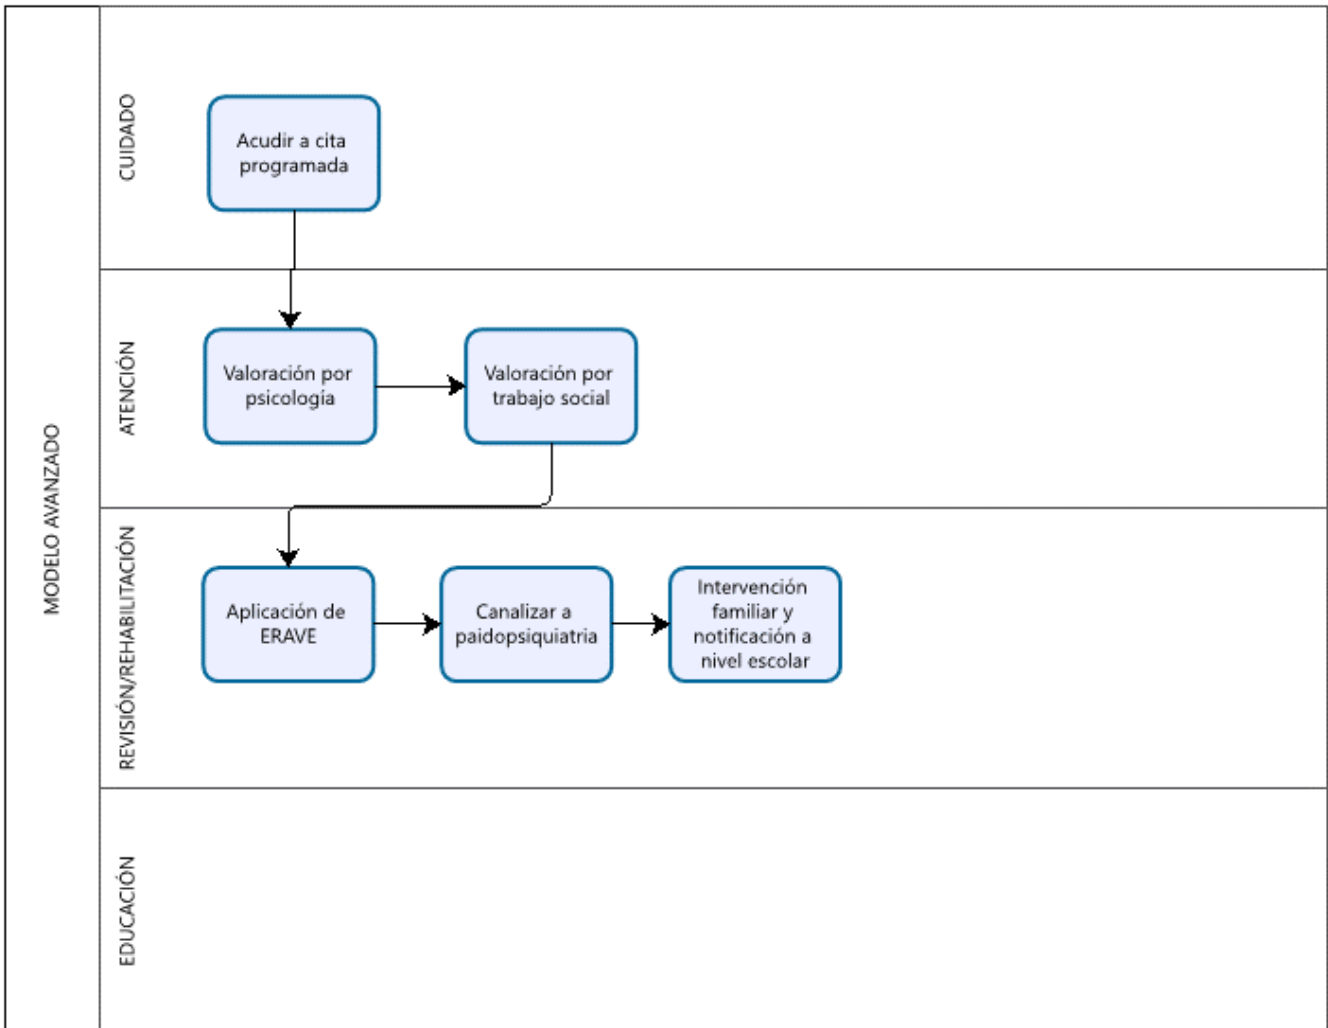 MODELO AVANZADO
CUIDADO
Acudir a cita
programada
ATENCIÓN
Valoración por
psicología
Valoración por
trabajo social
REVISIÓN/REHABILITACIÓN
Aplicación de
ERAVE
Canalizar a
paidopsiquiatria
Intervención
familiar y
notificación a
nivel escolar
EDUCACIÓN